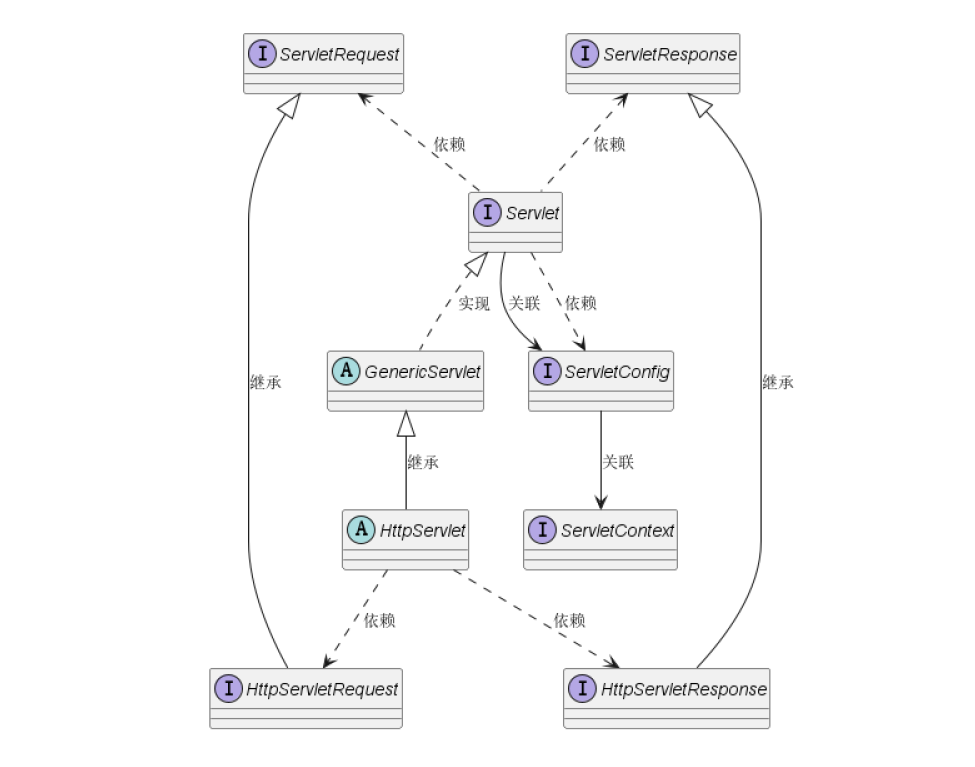 I ServletRequest
I ServletResponse
依赖
依赖
I Servlet
实现
关联
依赖
A GenericServlet
I ServletConfig
继承
继承
继承
关联
A HttpServlet
I ServletContext
依赖
依赖
I HttpServletRequest
I HttpServletResponse